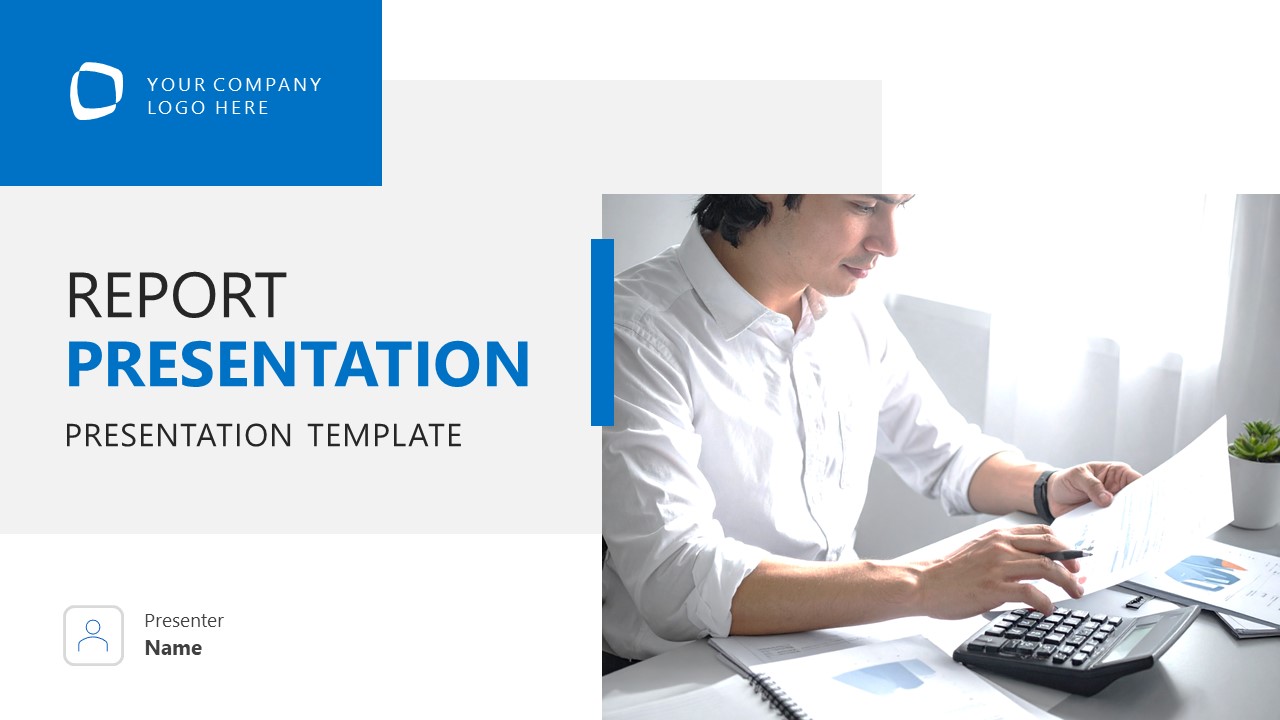 YOUR COMPANY
LOGO HERE
REPORT
PRESENTATION
PRESENTATION TEMPLATE
Presenter
Name